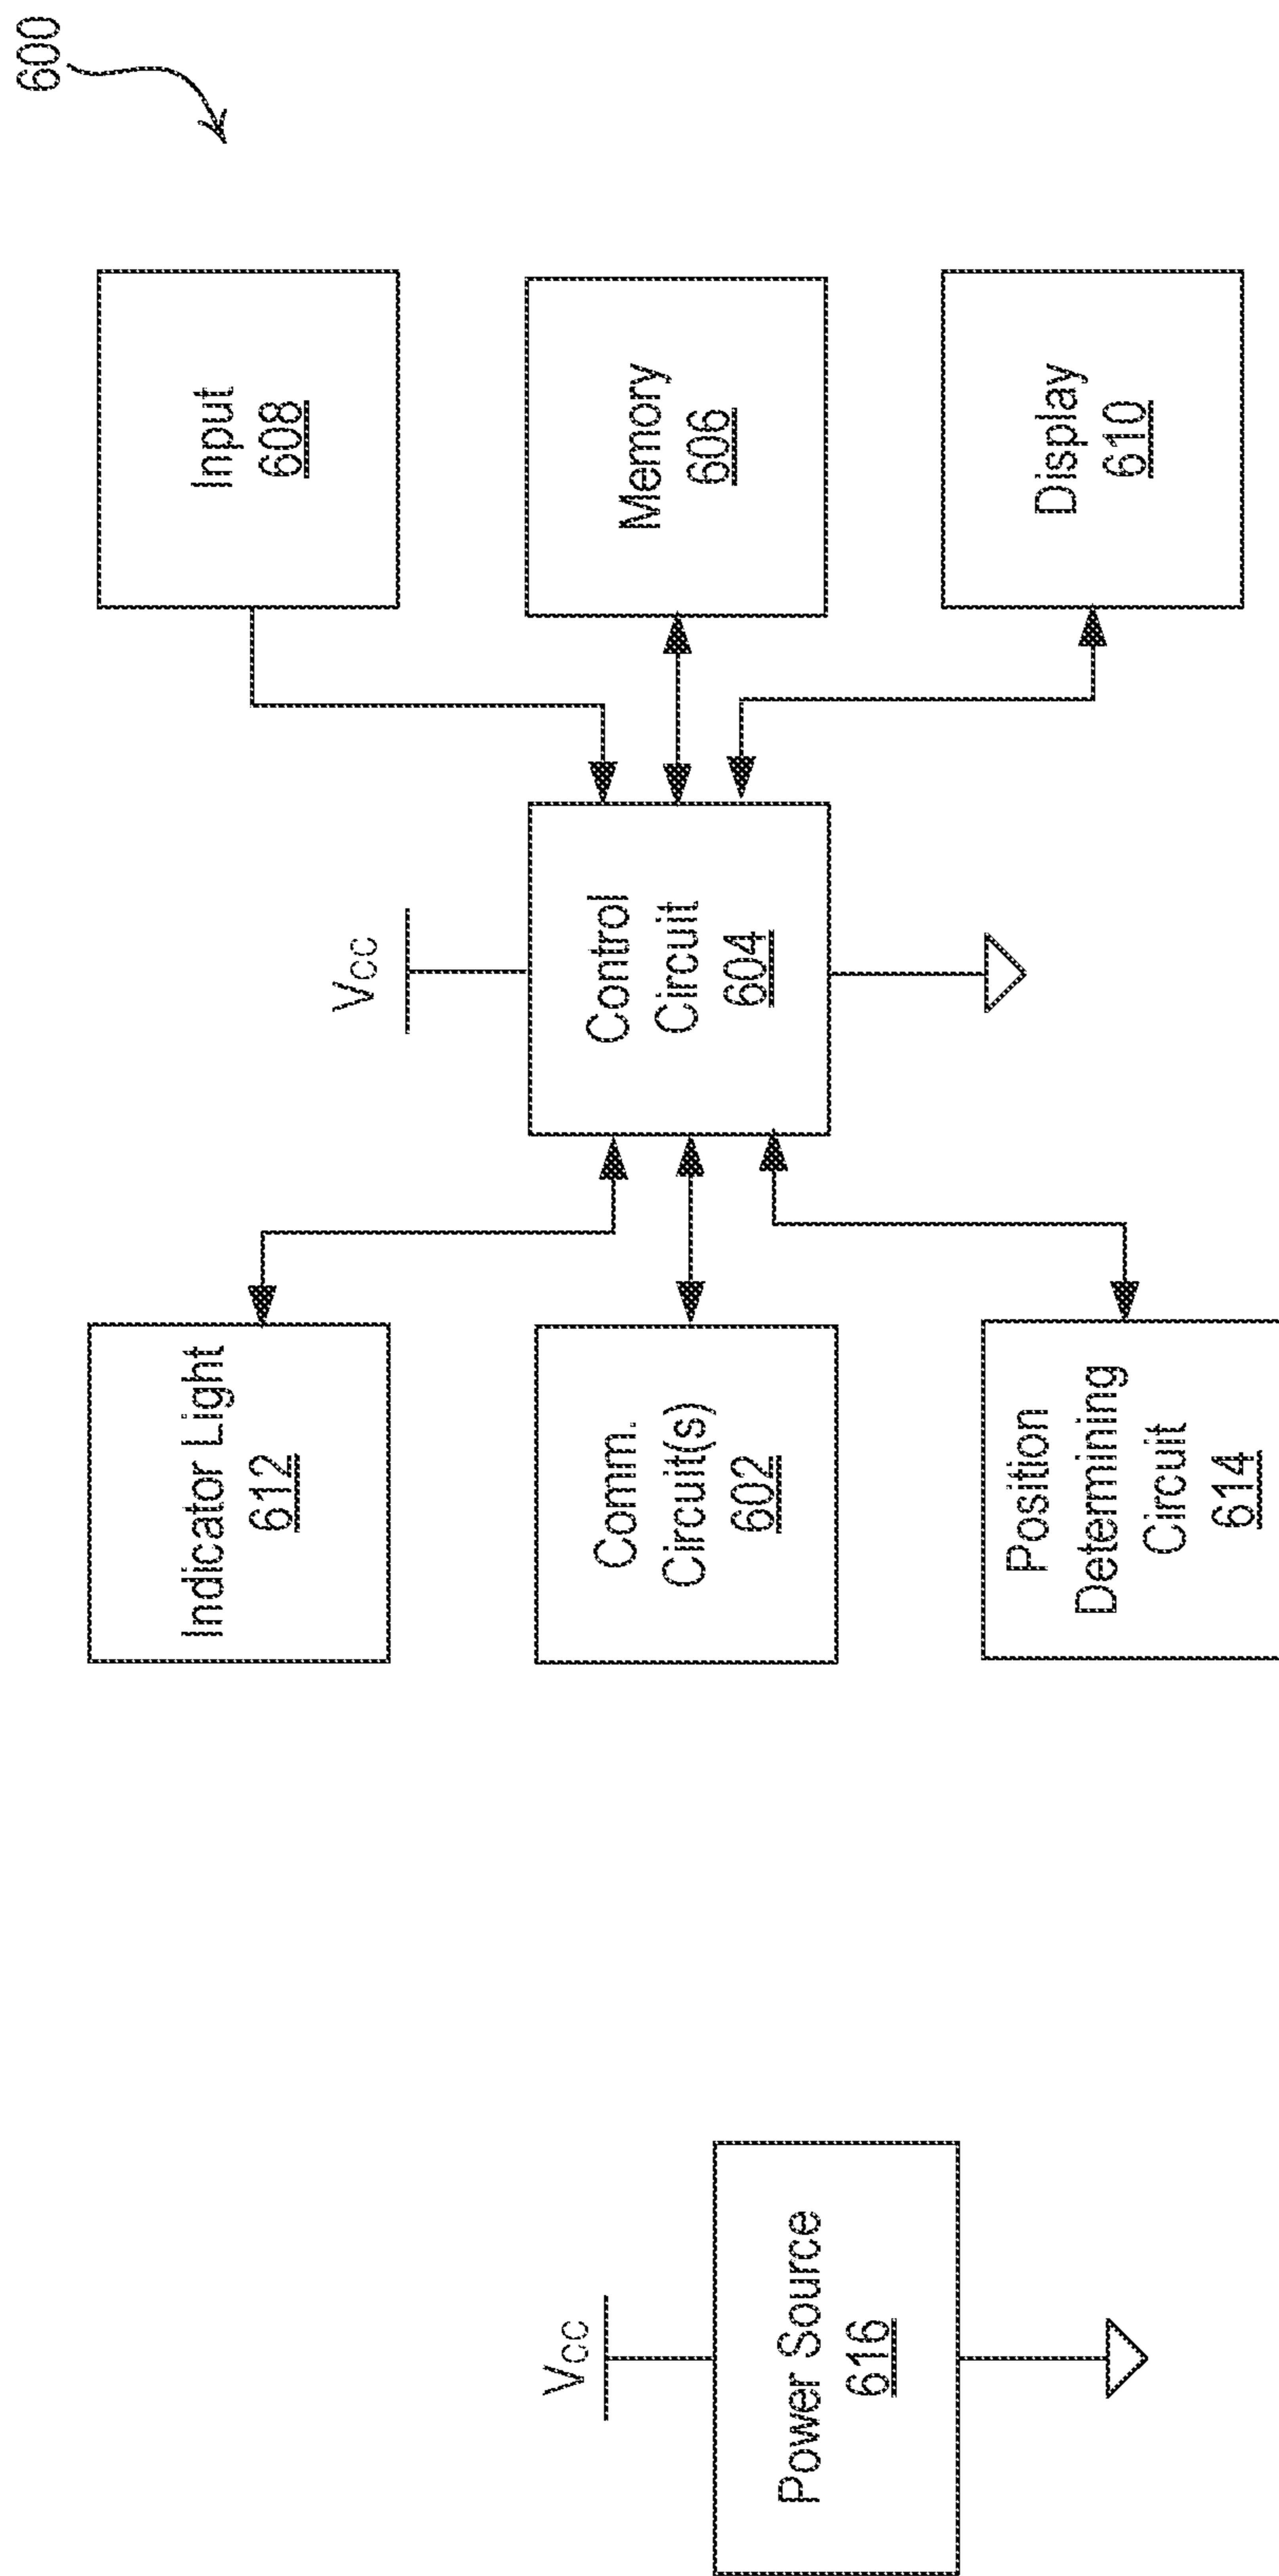 600
Input
608
Memory
606
Display
610
VCC
Control
Circuit
604
Indicator Light
612
Comm.
Circuit(s)
602
Position
Determining
Circuit
614
VCC
Power Source
616